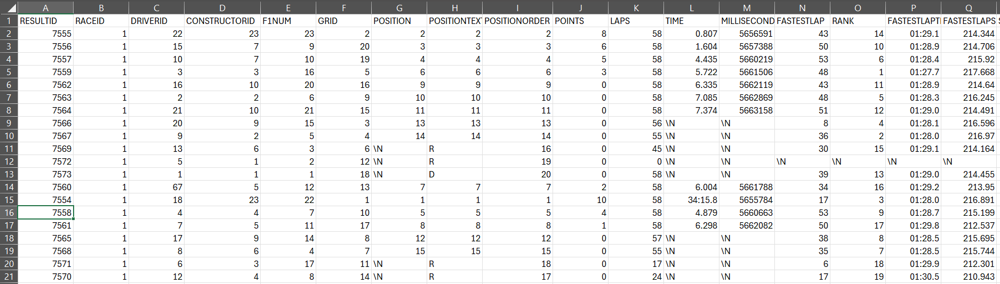 A B C D E F G H I J K L M N O P Q
1 RESULTID RACEID DRIVERID CONSTRUCTORID F1NUM GRID POSITION POSITIONTEX POSITIONORDER POINTS LAPS TIME MILLISECOND FASTESTLAP RANK FASTESTLAPTI FASTESTLAPS
2 7555 1 22 23 23 2 2 2 2 8 58 0.807 5656591 43 14 01:29.1 214.344
3 7556 1 15 7 9 20 3 3 3 6 58 1.604 5657388 50 10 01:28.9 214.706
4 7557 1 10 7 10 19 4 4 4 5 58 4.435 5660219 53 6 01:28.4 215.92
5 7559 1 3 3 16 5 6 6 6 3 58 5.722 5661506 48 1 01:27.7 217.668
6 7562 1 16 10 20 16 9 9 9 0 58 6.335 5662119 43 11 01:28.9 214.64
7 7563 1 2 2 6 9 10 10 10 0 58 7.085 5662869 48 5 01:28.3 216.245
8 7564 1 21 10 21 15 11 11 11 0 58 7.374 5663158 51 12 01:29.0 214.491
9 7566 1 20 9 15 3 13 13 13 0 56 \N \N 8 4 01:28.1 216.596
10 7567 1 9 2 5 4 14 14 14 0 55 \N \N 36 2 01:28.0 216.97
11 7569 1 13 6 3 6 \N R 16 0 45 \N \N 30 15 01:29.1 214.164
12 7572 1 5 1 2 12 \N R 19 0 0 \N \N \N \N \N \N
13 7573 1 1 1 1 18 \N D 20 0 58 \N \N 39 13 01:29.0 214.455
14 7560 1 67 5 12 13 7 7 7 2 58 6.004 5661788 34 16 01:29.2 213.95
15 7554 1 18 23 22 1 1 1 1 10 58 34:15.8 5655784 17 3 01:28.0 216.891
16 7558 1 4 4 7 10 5 5 5 4 58 4.879 5660663 53 9 01:28.7 215.199
17 7561 1 7 5 11 17 8 8 8 1 58 6.298 5662082 50 17 01:29.8 212.537
18 7565 1 17 9 14 8 12 12 12 0 57 \N \N 38 8 01:28.5 215.695
19 7568 1 8 6 4 7 15 15 15 0 55 \N \N 35 7 01:28.5 215.744
20 7571 1 6 3 17 11 \N R 18 0 17 \N \N 6 18 01:29.9 212.301
21 7570 1 12 4 8 14 \N R 17 0 24 \N \N 17 19 01:30.5 210.943